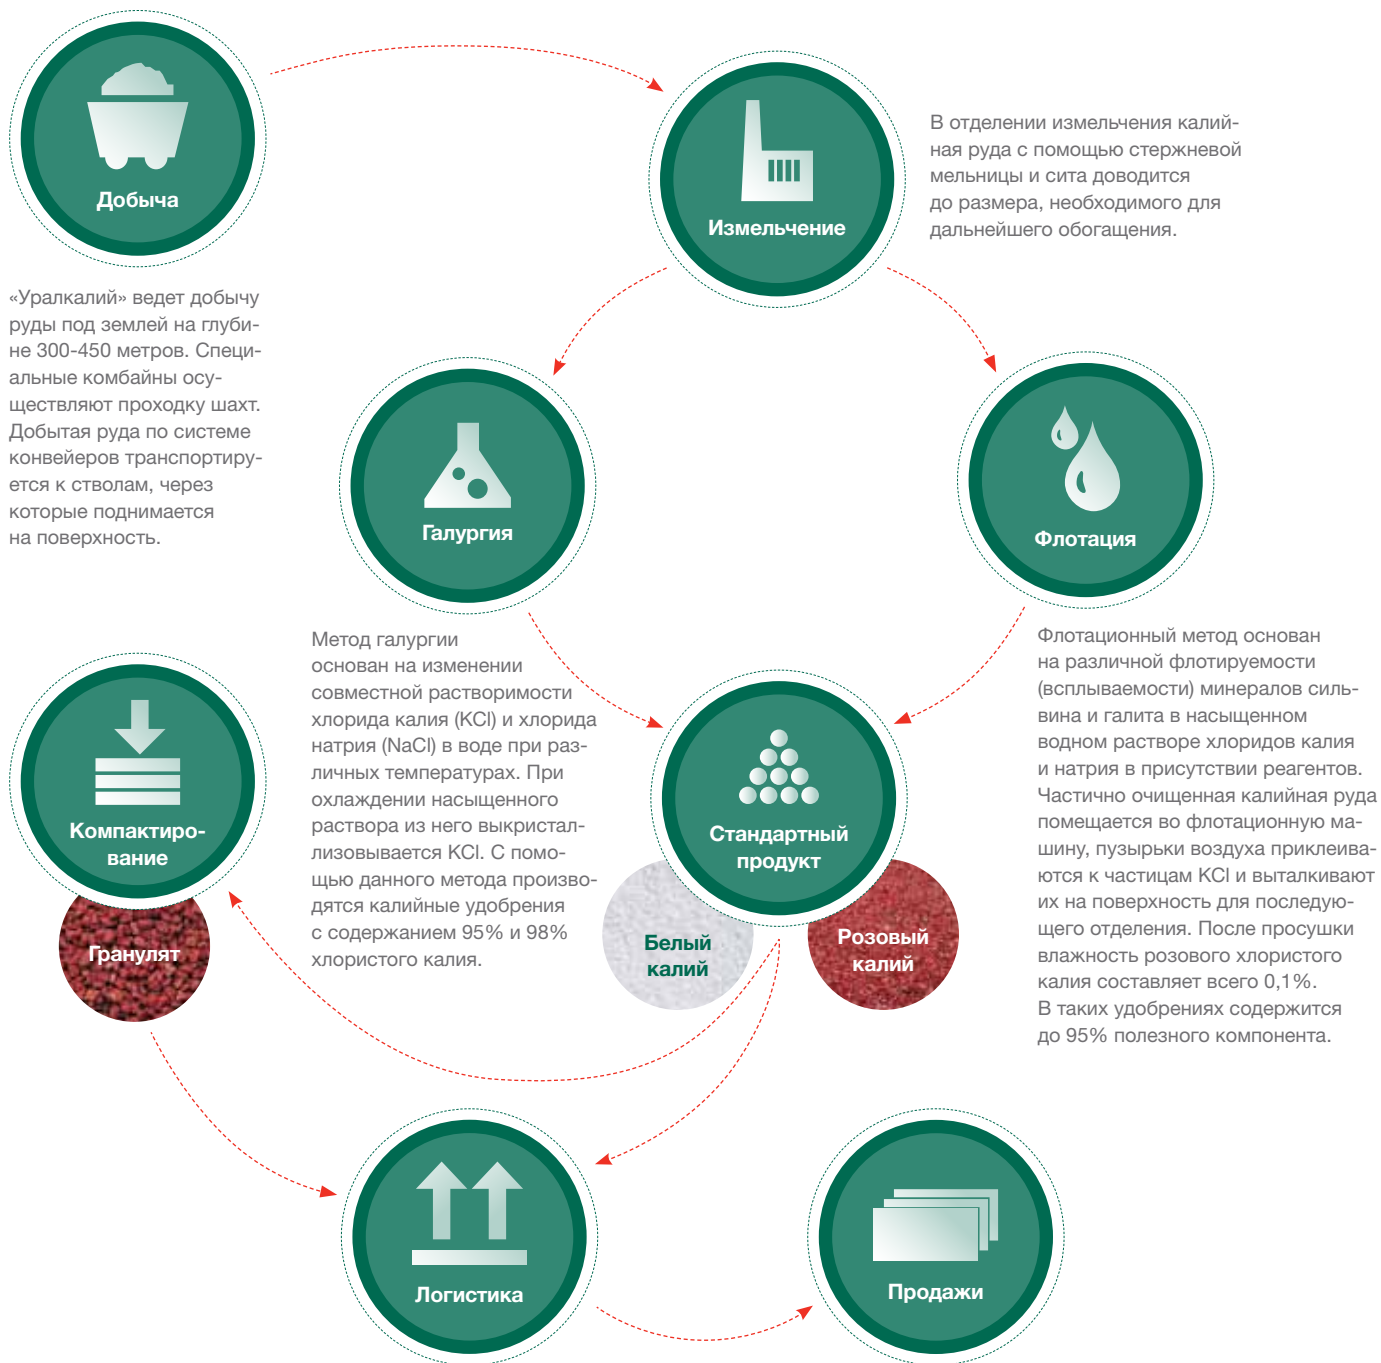 Добыча
«Уралкалий» ведет добычу
руды под землей на глуби-
не 300-450 метров. Специ-
альные комбайны осу-
ществляют проходку шахт.
Добытая руда по системе
конвейеров транспортиру-
ется к стволам, через
которые поднимается
на поверхность.
Измельчение
В отделении измельчения калий-
ная руда с помощью стержневой
мельницы и сита доводится
до размера, необходимого для
дальнейшего обогащения.
Галургия
Метод галургии
основан на изменении
совместной растворимости
хлорида калия (KCl) и хлорида
натрия (NaCl) в воде при раз-
личных температурах. При
охлаждении насыщенного
раствора из него выкристал-
лизовывается KCl. С помо-
щью данного метода произво-
дятся калийные удобрения
с содержанием 95% и 98%
хлористого калия.
Флотация
Флотационный метод основан
на различной флотируемости
(всплываемости) минералов силь-
вина и галита в насыщенном
водном растворе хлоридов калия
и натрия в присутствии реагентов.
Частично очищенная калийная руда
помещается во флотационную ма-
шину, пузырьки воздуха приклеива-
ются к частицам KCl и выталкивают
их на поверхность для последую-
щего отделения. После просушки
влажность розового хлористого
калия составляет всего 0,1%.
В таких удобрениях содержится
до 95% полезного компонента.
Стандартный
продукт
Белый
калий
Розовый
калий
Компактиро-
вание
Гранулят
Логистика
Продажи